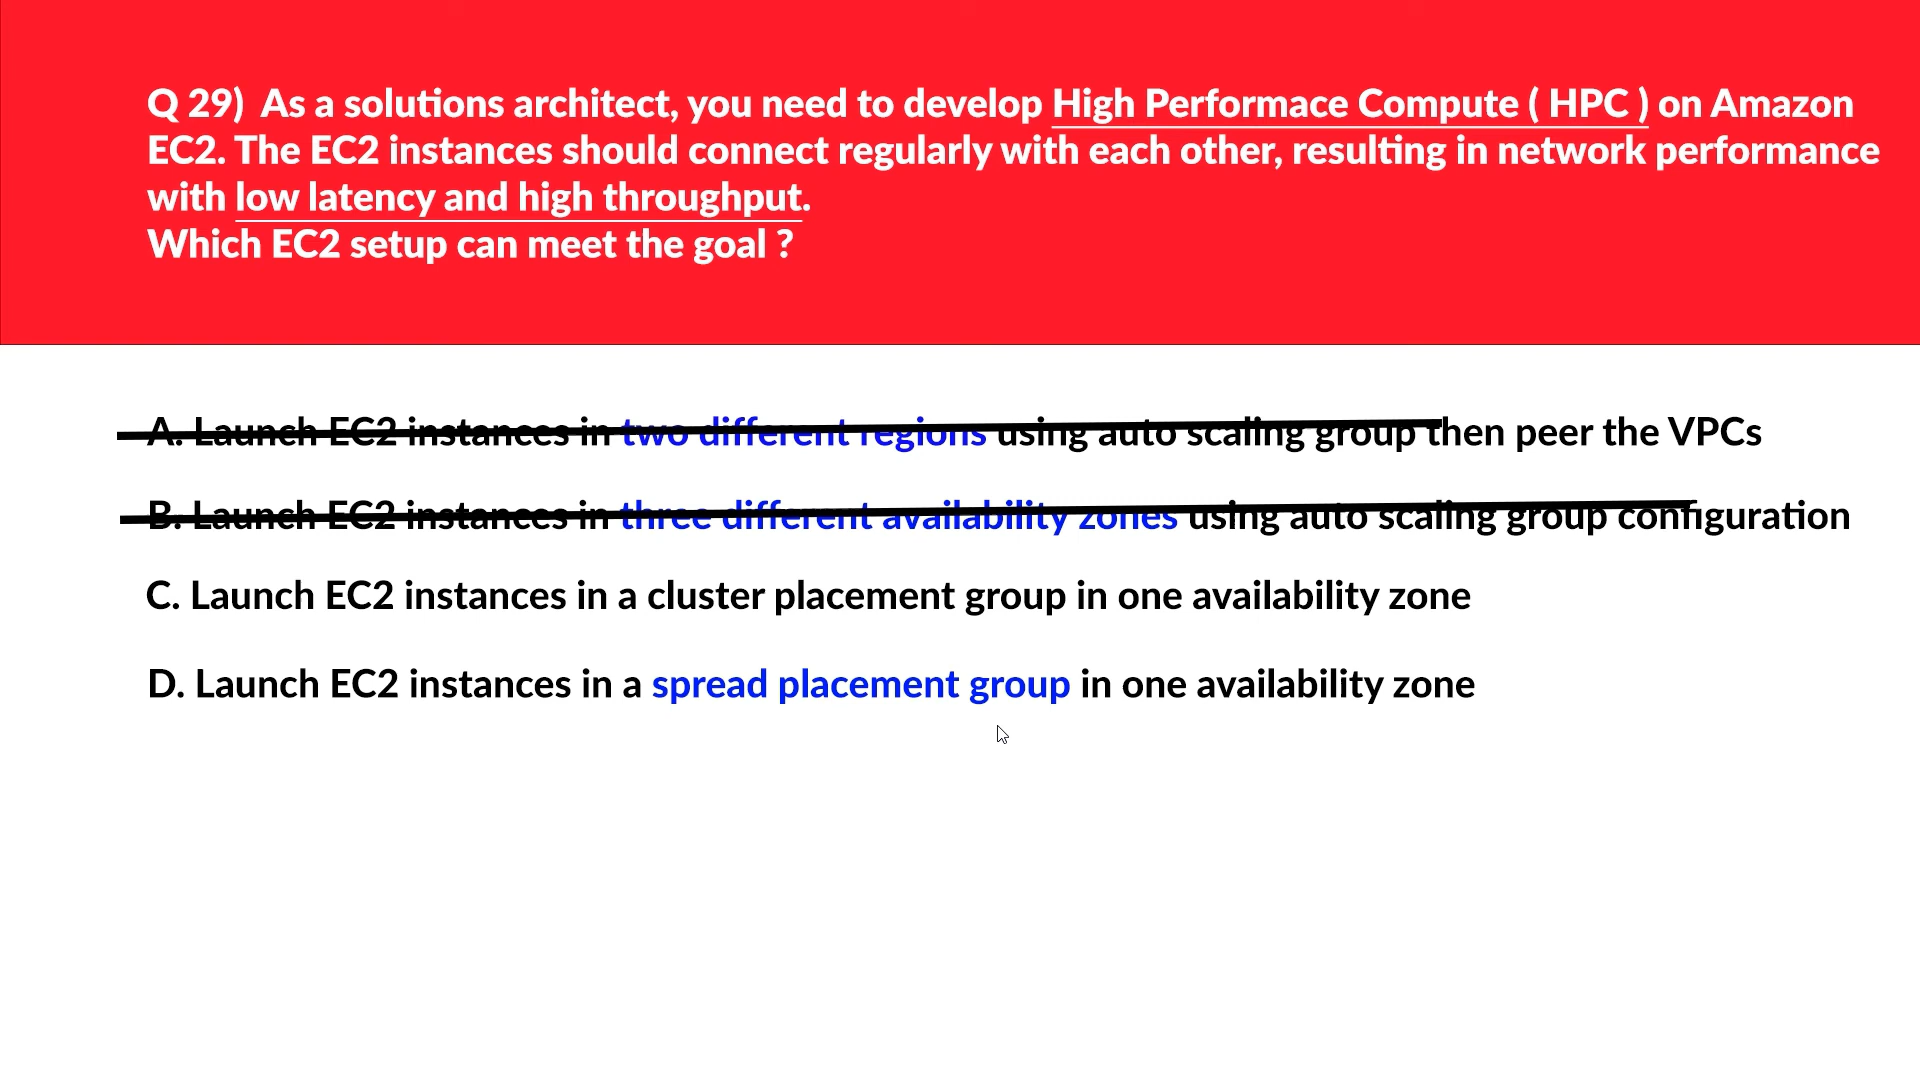 Q 29)  As a solutions architect, you need to develop High Performace Compute ( HPC ) on Amazon
EC2. The EC2 instances should connect regularly with each other, resulting in network performance
with low latency and high throughput.
Which EC2 setup can meet the goal ?
A. Launch EC2 instances in two different regions using auto scaling group then peer the VPCs
B. Launch EC2 instances in three different availability zones using auto scaling group configuration
C. Launch EC2 instances in a cluster placement group in one availability zone
D. Launch EC2 instances in a spread placement group in one availability zone